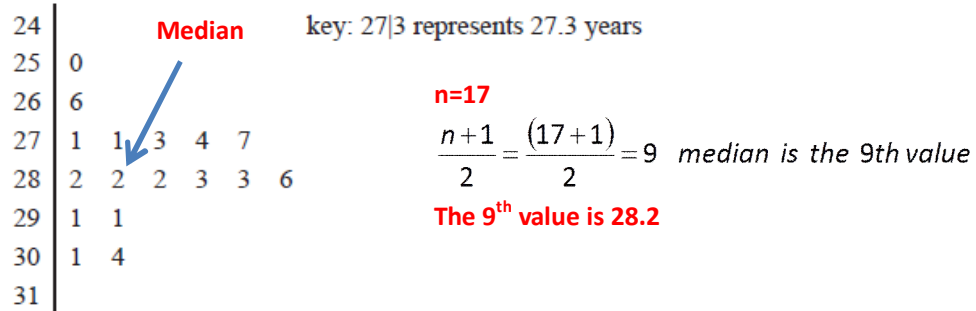 Median
key: 27|3 represents 27.3 years
24 |
25 | 0
26 | 6
27 | 1 1 3 4 7
28 | 2 2 2 3 3 6
29 | 1 1
30 | 1 4
31 |
n=17
(n+1)/2 = (17+1)/2 = 9 median is the 9th value
The 9th value is 28.2